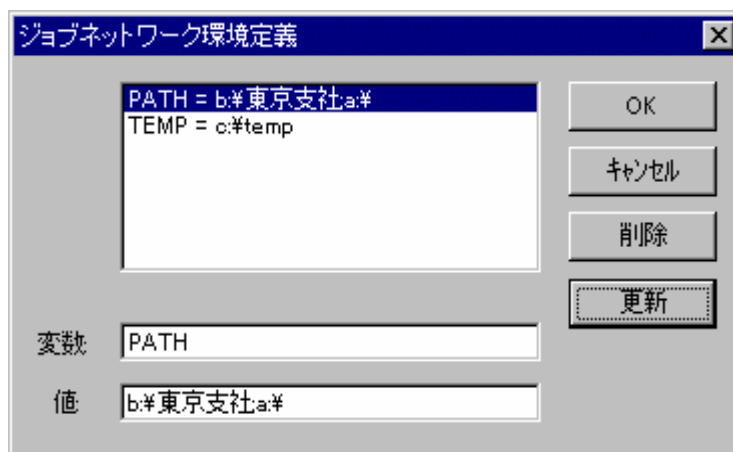 ジョブネットワーク環境定義
PATH = b:¥東京支社;a:¥
TEMP = c:¥temp
OK
キャンセル
削除
更新
変数:
PATH
値:
b:¥東京支社;a:¥